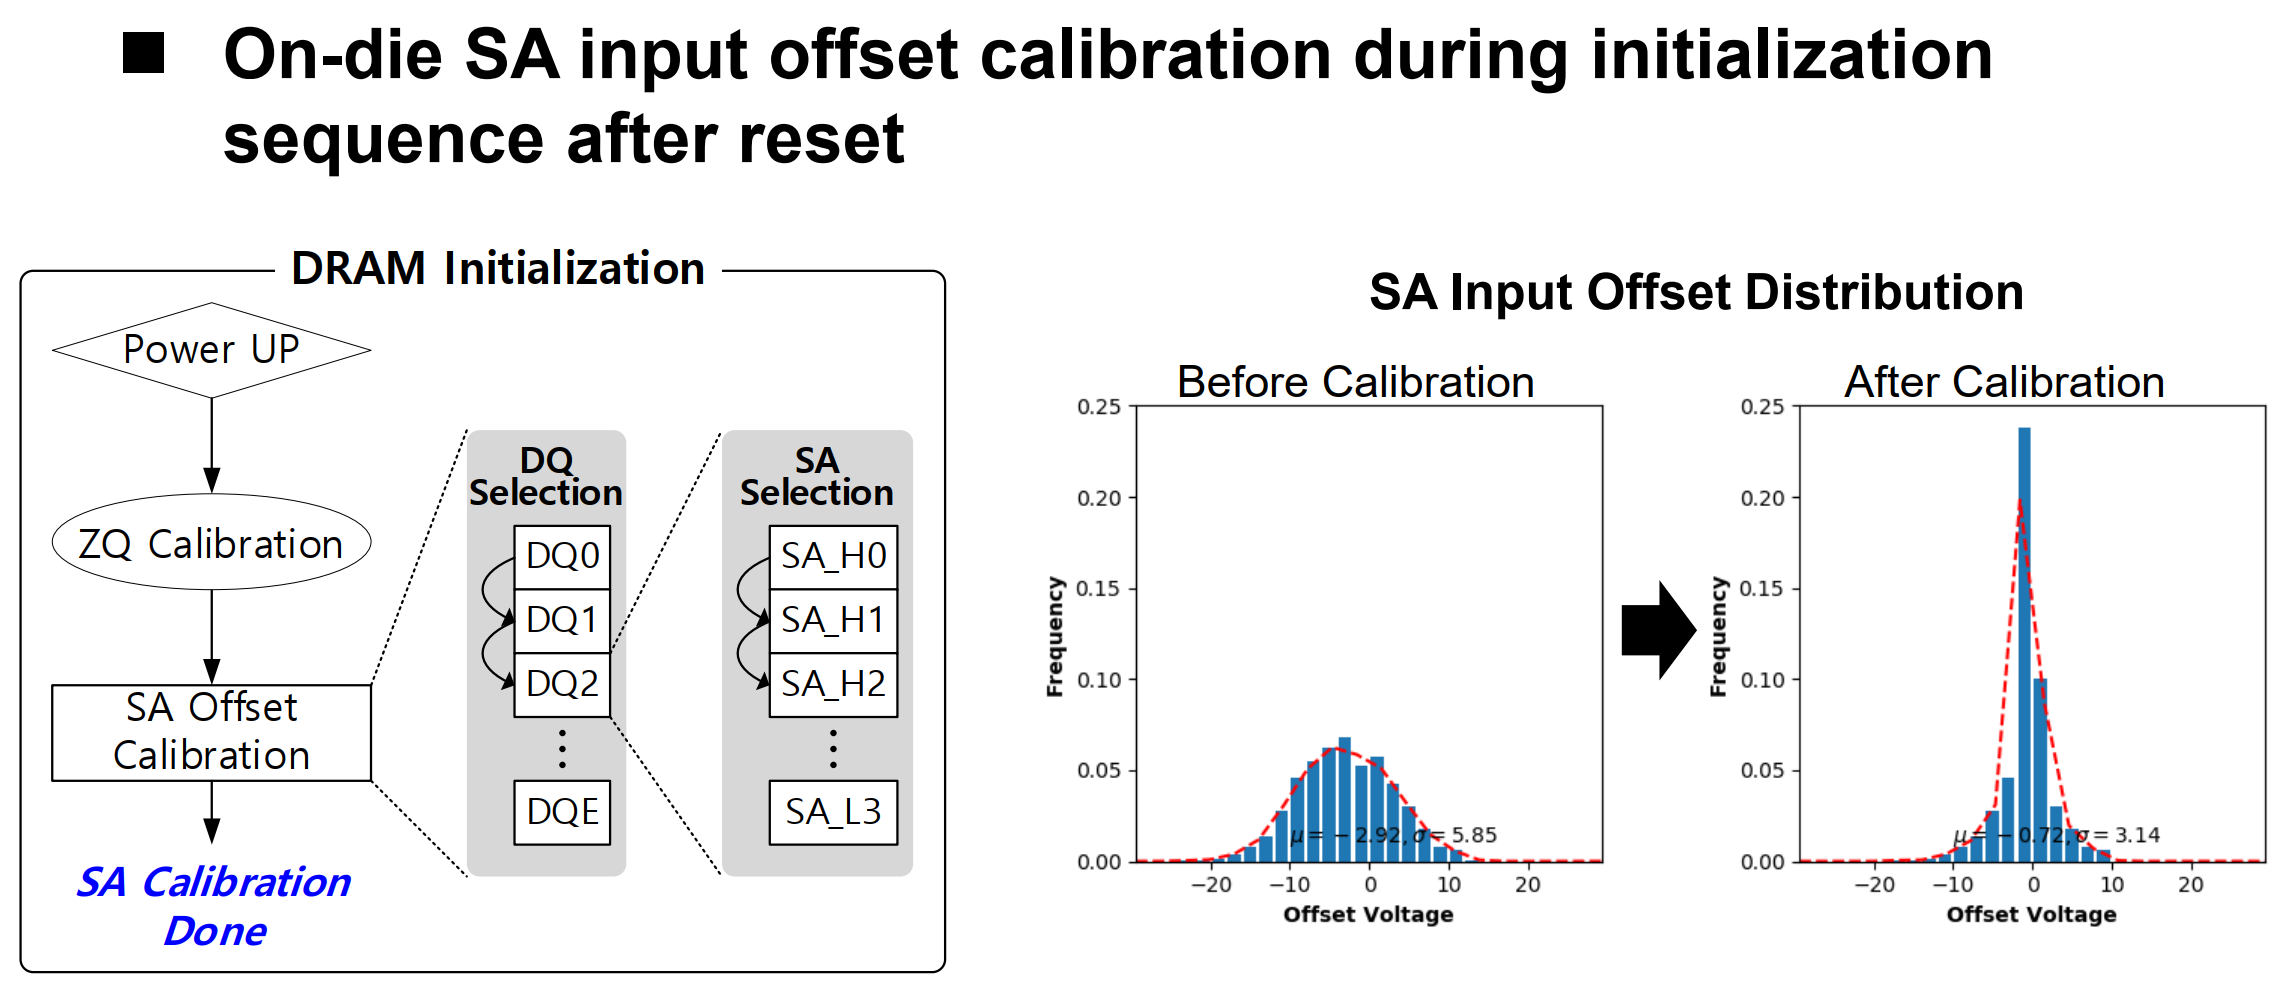 ■ On-die SA input offset calibration during initialization
sequence after reset
DRAM Initialization
Power UP
ZQ Calibration
SA Offset
Calibration
SA Calibration
Done
DQ
Selection
DQ0
DQ1
DQ2
DQE
SA
Selection
SA_H0
SA_H1
SA_H2
SA_L3
SA Input Offset Distribution
Before Calibration
0.25
0.20
0.15
0.10
0.05
0.00
Frequency
μ = −2.92, σ = 5.85
−20 −10 0 10 20
Offset Voltage
After Calibration
0.25
0.20
0.15
0.10
0.05
0.00
Frequency
μ = −0.72, σ = 3.14
−20 −10 0 10 20
Offset Voltage